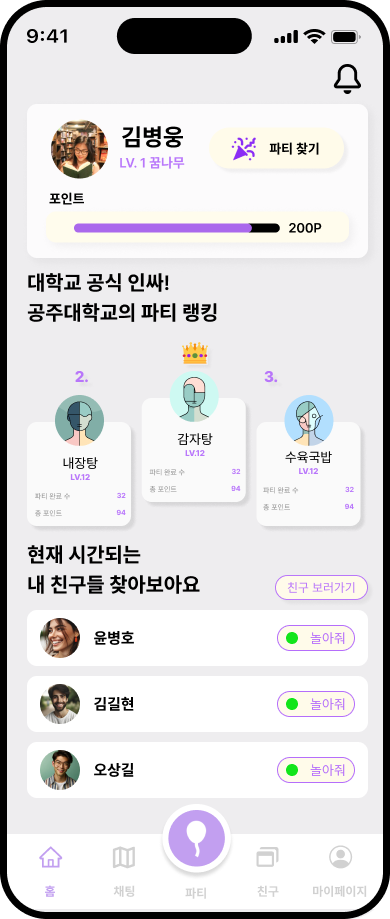 9:41
김병웅
LV. 1 꿈나무
파티 찾기
포인트
200P
대학교 공식 인싸!
공주대학교의 파티 랭킹
2.
3.
내장탕
LV.12
파티 완료 수 32
총 포인트 94
감자탕
LV.12
파티 완료 수 32
총 포인트 94
수육국밥
LV.12
파티 완료 수 32
총 포인트 94
현재 시간되는
내 친구들 찾아보아요
친구 보러가기
윤병호
놀아줘
김길현
놀아줘
오상길
놀아줘
홈
채팅
파티
친구
마이페이지